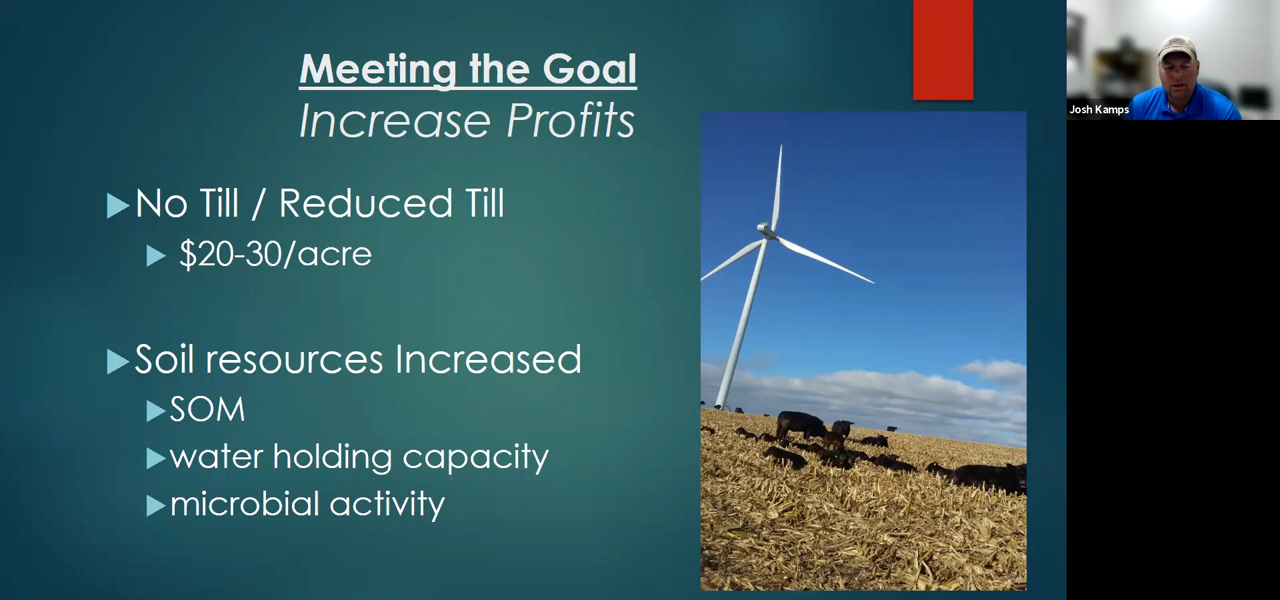 Meeting the Goal
Increase Profits
No Till / Reduced Till
$20-30/acre
Soil resources Increased
SOM
water holding capacity
microbial activity
Josh Kamps